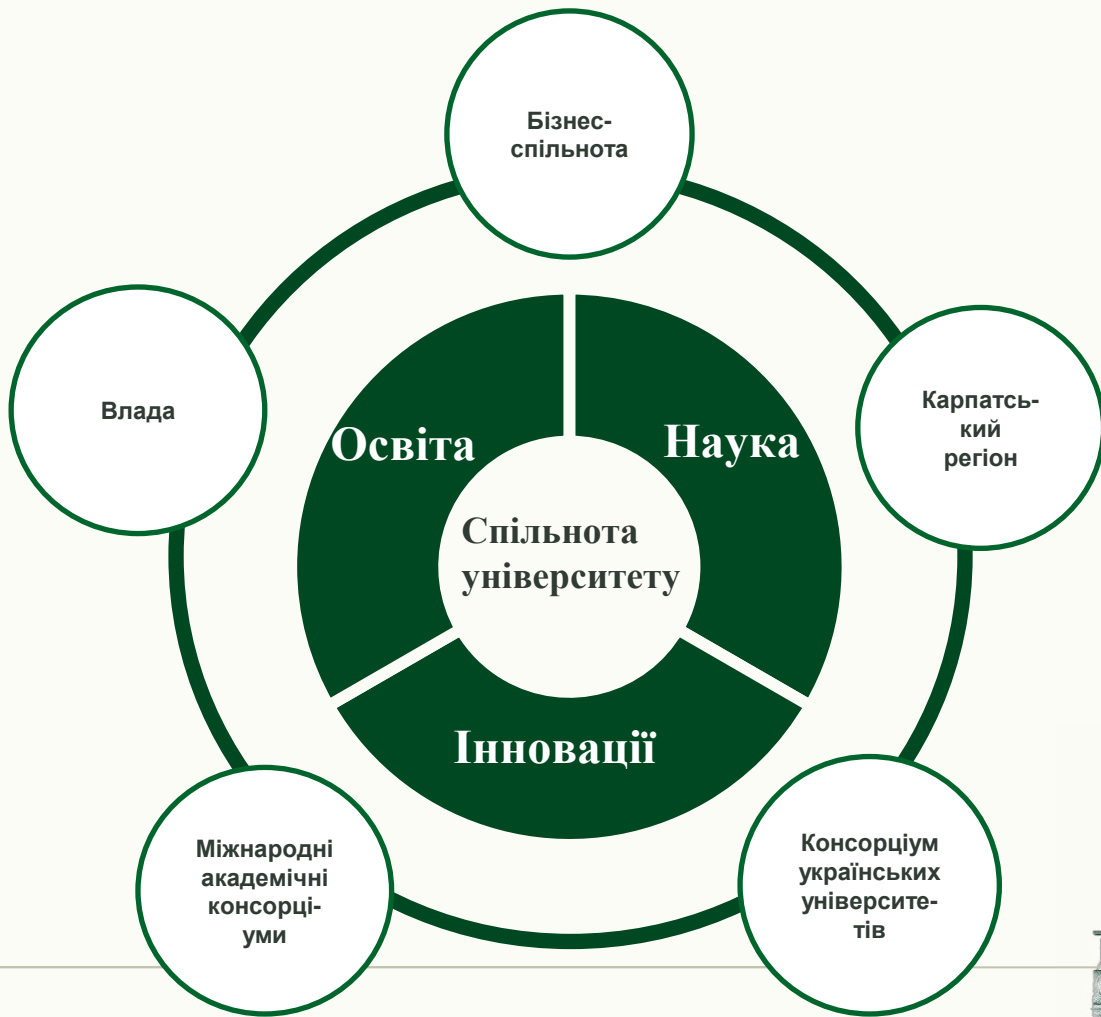 Бізнес-
спільнота
Влада
Карпатсь-
кий
регіон
Освіта
Наука
Спільнота
університету
Інновації
Міжнародні
академічні
консорці-
уми
Консорціум
українських
університе-
тів